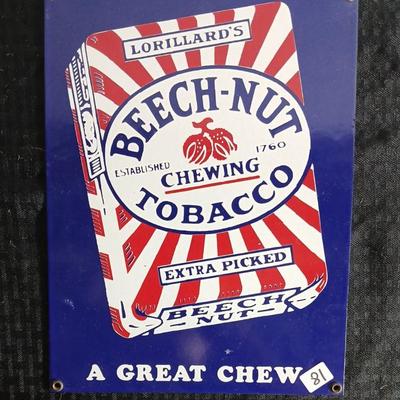 LORILLARD'S
BEECH-NUT
ESTABLISHED 1760
CHEWING
TOBACCO
EXTRA PICKED
BEECH
NUT
A GREAT CHEW
81